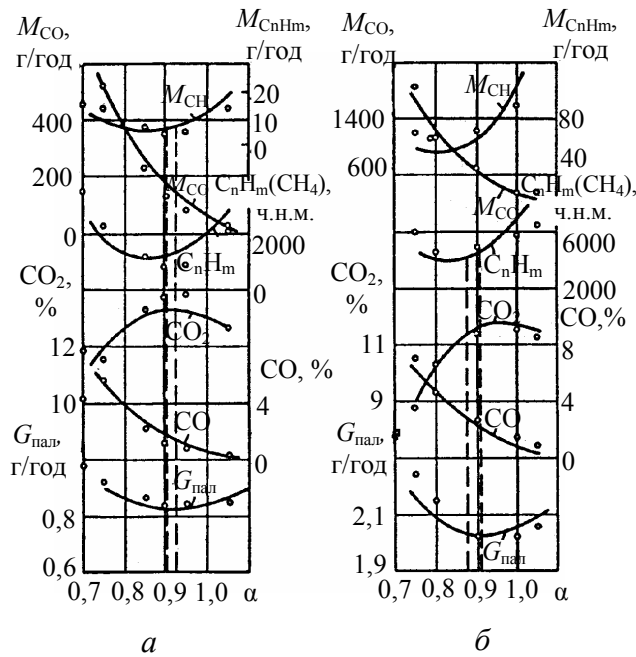 M_CO,
г/год
M_CnHm,
г/год
M_CH
20
10
0
400
200
0
M_CO
C_nH_m(CH_4),
ч.н.м.
2000
0
C_nH_m
CO_2,
%
12
10
CO_2
CO, %
4
0
CO
G_пал,
г/год
0,8
0,6
G_пал
0,7 0,8 0,9 1,0 α
а
M_CO,
г/год
б
M_CnHm,
г/год
M_CH
1400
600
80
40
M_CO
C_nH_m(CH_4),
ч.н.м.
6000
2000
C_nH_m
CO_2,
%
11
9
CO,%
8
4
0
CO
G_пал,
г/год
2,1
1,9
G_пал
0,7 0,8 0,9 1,0 α
б